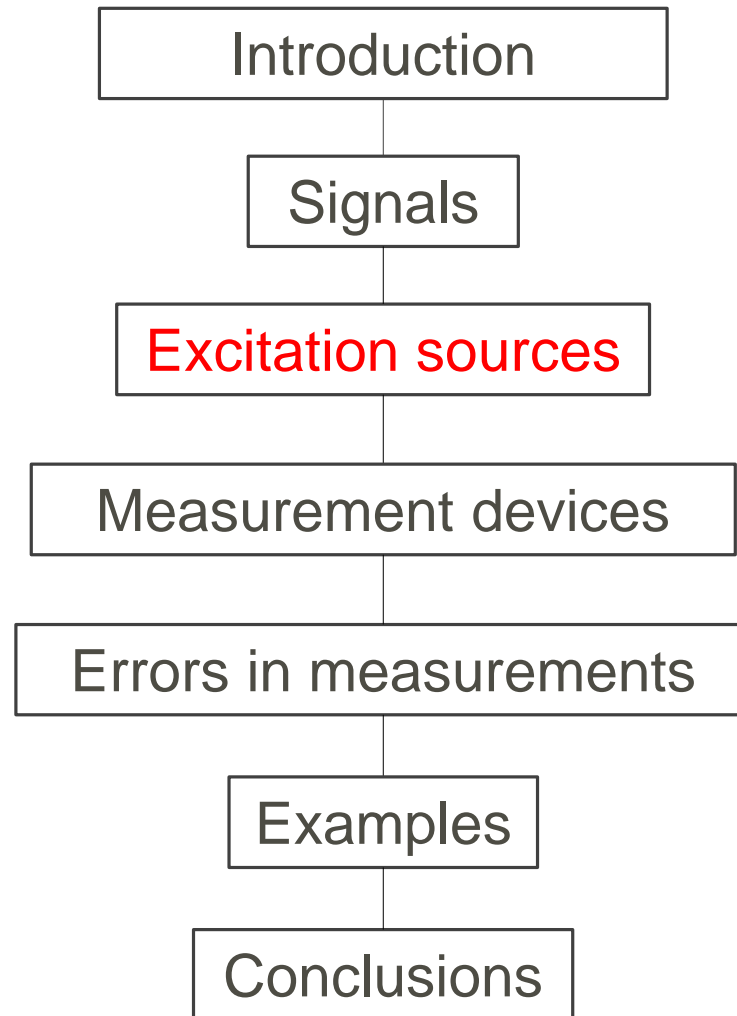 Introduction
Signals
Excitation sources
Measurement devices
Errors in measurements
Examples
Conclusions